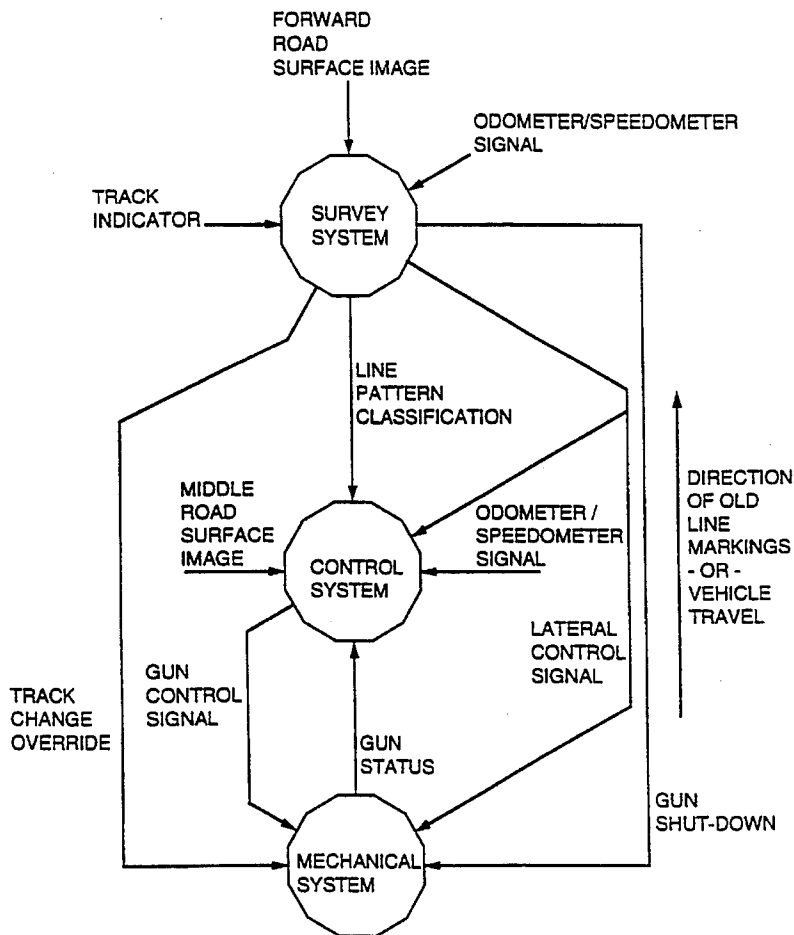 FORWARD
ROAD
SURFACE IMAGE
ODOMETER/SPEEDOMETER
SIGNAL
TRACK
INDICATOR
SURVEY
SYSTEM
LINE
PATTERN
CLASSIFICATION
MIDDLE
ROAD
SURFACE
IMAGE
ODOMETER /
SPEEDOMETER
SIGNAL
CONTROL
SYSTEM
DIRECTION
OF OLD
LINE
MARKINGS
- OR -
VEHICLE
TRAVEL
LATERAL
CONTROL
SIGNAL
GUN
CONTROL
SIGNAL
TRACK
CHANGE
OVERRIDE
GUN
STATUS
GUN
SHUT-DOWN
MECHANICAL
SYSTEM